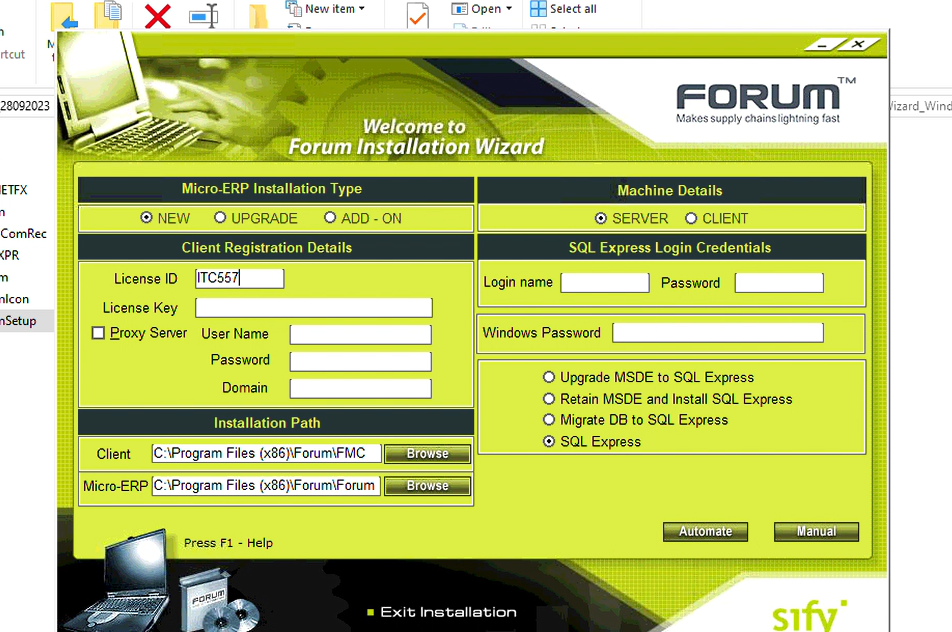 New item
Open
Select all
rtcut
28092023
Wizard_Wind
ETFX
ComRec
XPR
nIcon
nSetup
FORUM™
Makes supply chains lightning fast
Welcome to
Forum Installation Wizard
Micro-ERP Installation Type
Machine Details
NEW UPGRADE ADD - ON
SERVER CLIENT
Client Registration Details
SQL Express Login Credentials
License ID ITC557
Login name Password
License Key
Proxy Server User Name
Windows Password
Password
Domain
Upgrade MSDE to SQL Express
Retain MSDE and Install SQL Express
Migrate DB to SQL Express
SQL Express
Installation Path
Client C:\Program Files (x86)\Forum\FMC Browse
Micro-ERP C:\Program Files (x86)\Forum\Forum Browse
Automate Manual
Press F1 - Help
FORUM
Exit Installation
sify